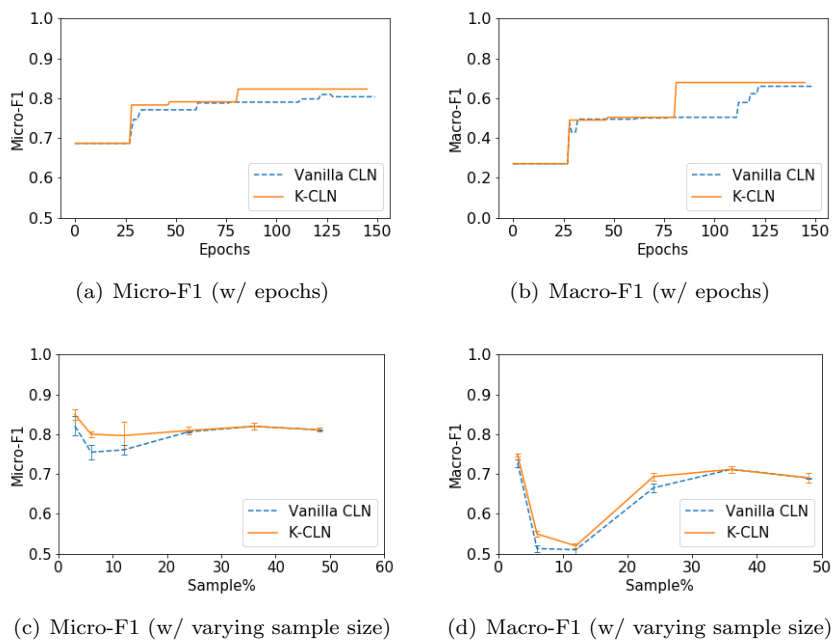 1.0
0.9
0.8
0.7
0.6
0.5
Micro-F1
Vanilla CLN
K-CLN
0 25 50 75 100 125 150
Epochs
(a) Micro-F1 (w/ epochs)
1.0
0.8
0.6
0.4
0.2
0.0
Macro-F1
Vanilla CLN
K-CLN
0 25 50 75 100 125 150
Epochs
(b) Macro-F1 (w/ epochs)
1.0
0.9
0.8
0.7
0.6
0.5
Micro-F1
Vanilla CLN
K-CLN
0 10 20 30 40 50 60
Sample%
(c) Micro-F1 (w/ varying sample size)
1.0
0.9
0.8
0.7
0.6
0.5
Macro-F1
Vanilla CLN
K-CLN
0 10 20 30 40 50
Sample%
(d) Macro-F1 (w/ varying sample size)